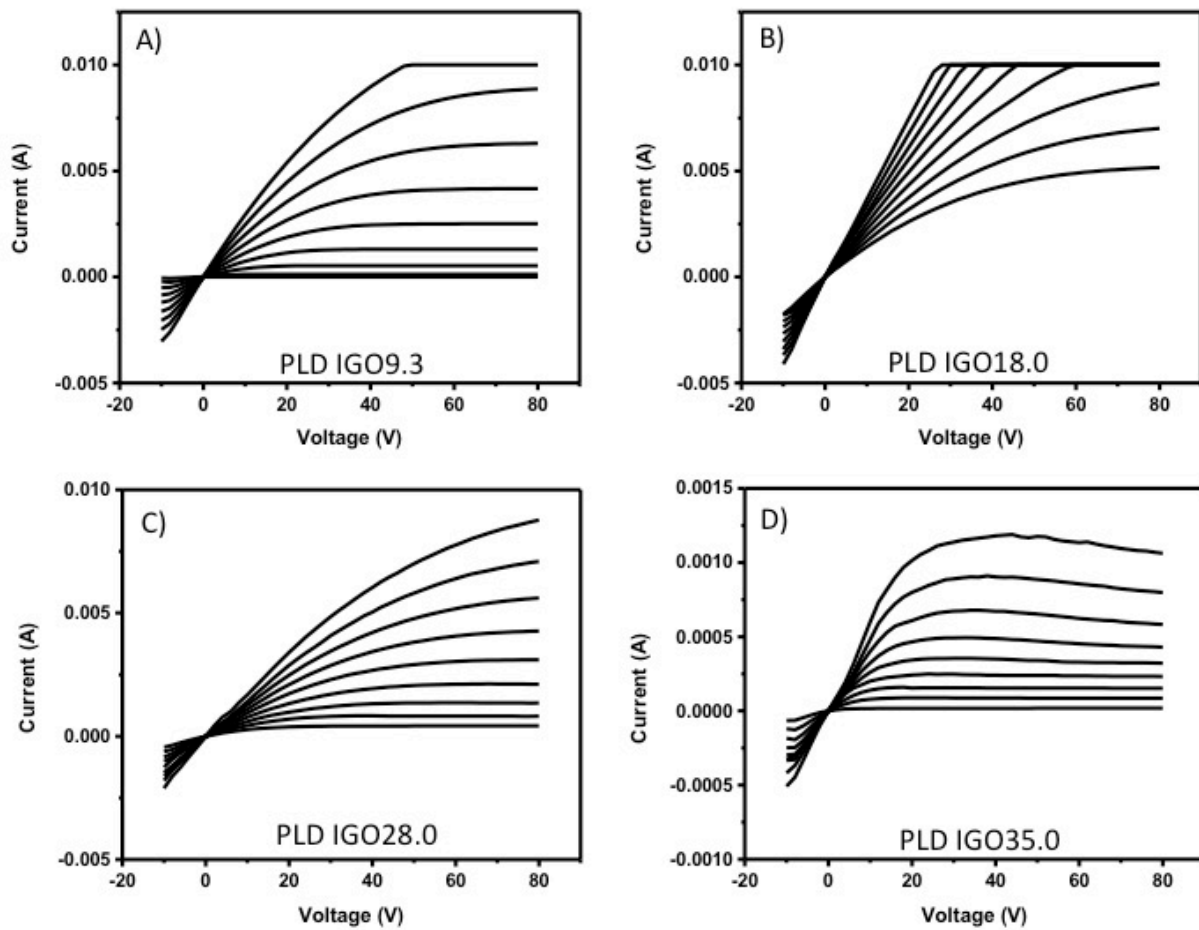 A)
0.010
0.005
0.000
-0.005
Current (A)
PLD IGO9.3
-20 0 20 40 60 80
Voltage (V)
B)
0.010
0.005
0.000
-0.005
Current (A)
PLD IGO18.0
-20 0 20 40 60 80
Voltage (V)
C)
0.010
0.005
0.000
-0.005
Current (A)
PLD IGO28.0
-20 0 20 40 60 80
Voltage (V)
D)
0.0015
0.0010
0.0005
0.0000
-0.0005
-0.0010
Current (A)
PLD IGO35.0
-20 0 20 40 60 80
Voltage (V)